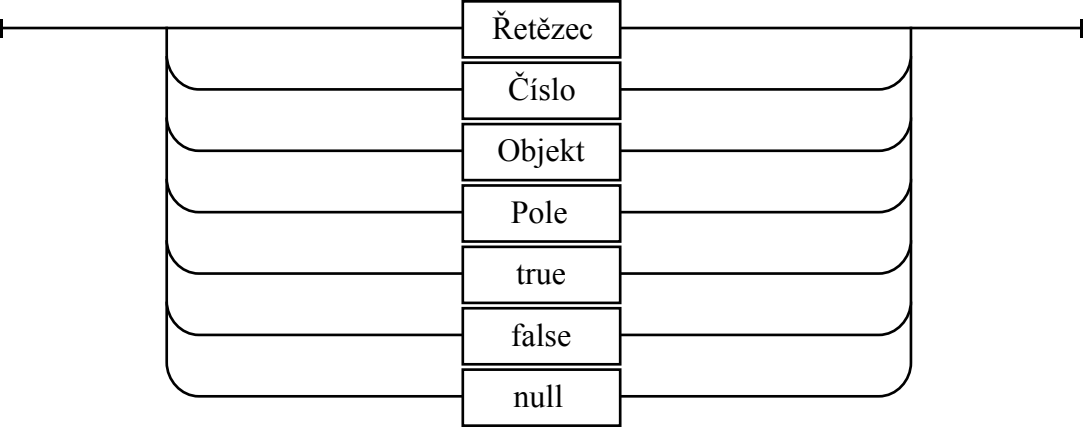 Řetězec
Číslo
Objekt
Pole
true
false
null